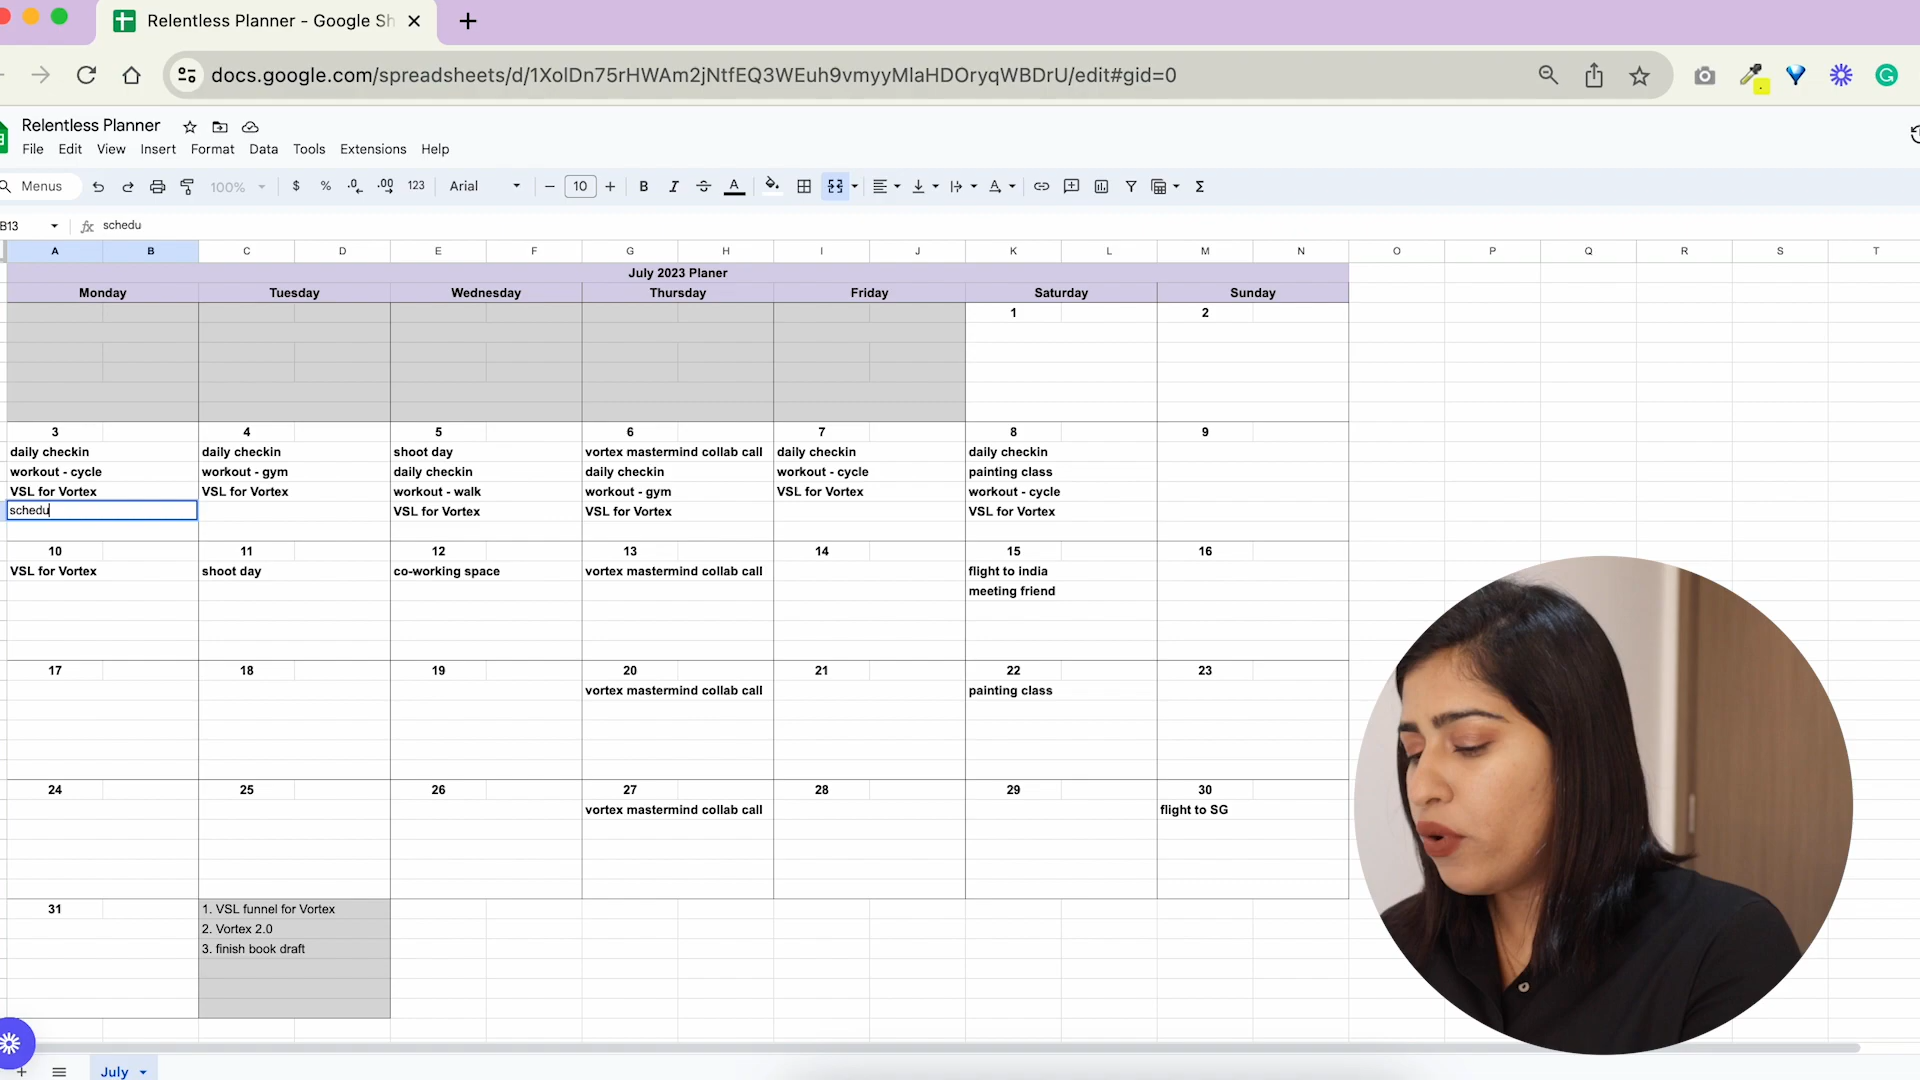 Relentless Planner - Google Sh
docs.google.com/spreadsheets/d/1XolDn75rHWAm2jNtfEQ3WEuh9vmyyMlaHDOryqWBDrU/edit#gid=0
Relentless Planner
File Edit View Insert Format Data Tools Extensions Help
Menus 100% $ % .0 .00 123 Arial 10 B I S A
B13 fx schedu
A B C D E F G H I J K L M N O P Q R S T
July 2023 Planer
Monday Tuesday Wednesday Thursday Friday Saturday Sunday
1 2
3 4 5 6 7 8 9
daily checkin daily checkin shoot day vortex mastermind collab call daily checkin daily checkin
workout - cycle workout - gym daily checkin daily checkin workout - cycle painting class
VSL for Vortex VSL for Vortex workout - walk workout - gym VSL for Vortex workout - cycle
schedu VSL for Vortex VSL for Vortex VSL for Vortex
10 11 12 13 14 15 16
VSL for Vortex shoot day co-working space vortex mastermind collab call flight to india
meeting friend
17 18 19 20 21 22 23
vortex mastermind collab call painting class
24 25 26 27 28 29 30
vortex mastermind collab call flight to SG
31 1. VSL funnel for Vortex
2. Vortex 2.0
3. finish book draft
July